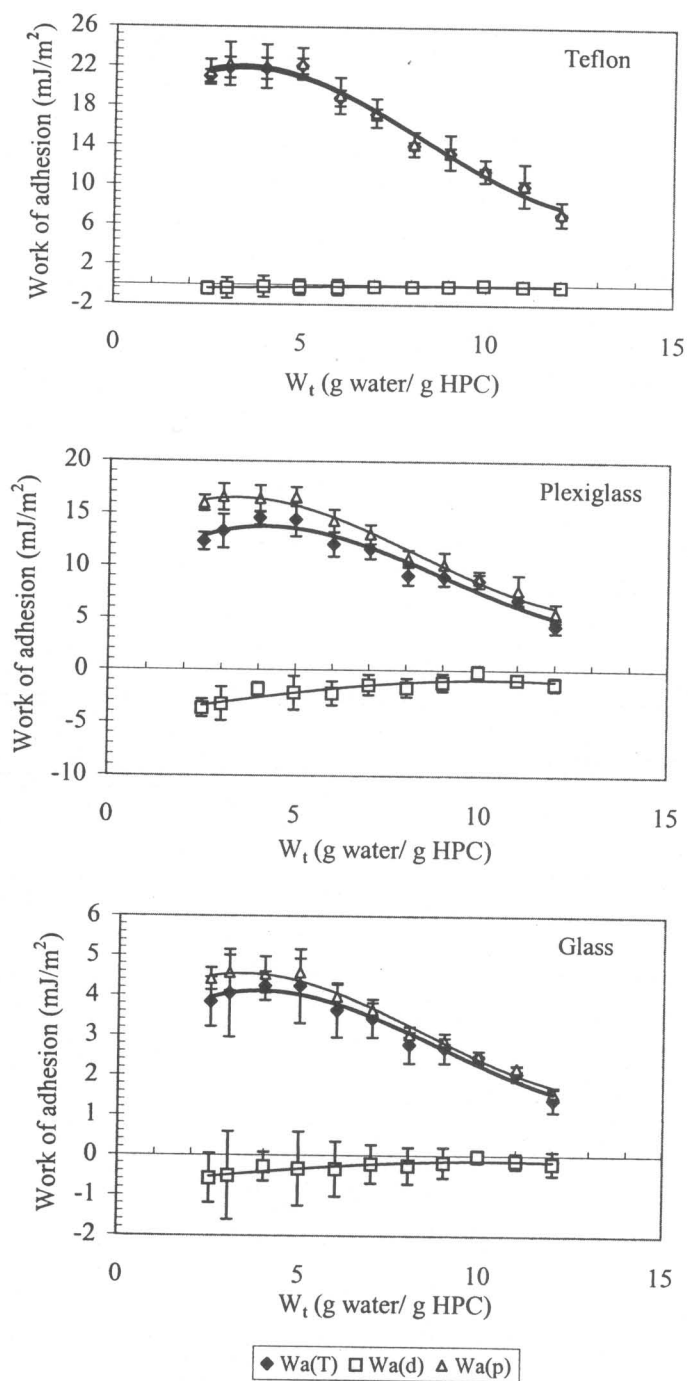 26
22
18
14
10
6
2
-2
Work of adhesion (mJ/m²)
Teflon
0 5 10 15
Wt (g water/ g HPC)
20
15
10
5
0
-5
-10
Work of adhesion (mJ/m²)
Plexiglass
0 5 10 15
Wt (g water/ g HPC)
6
5
4
3
2
1
0
-1
-2
Work of adhesion (mJ/m²)
Glass
0 5 10 15
Wt (g water/ g HPC)
Wa(T) Wa(d) Wa(p)